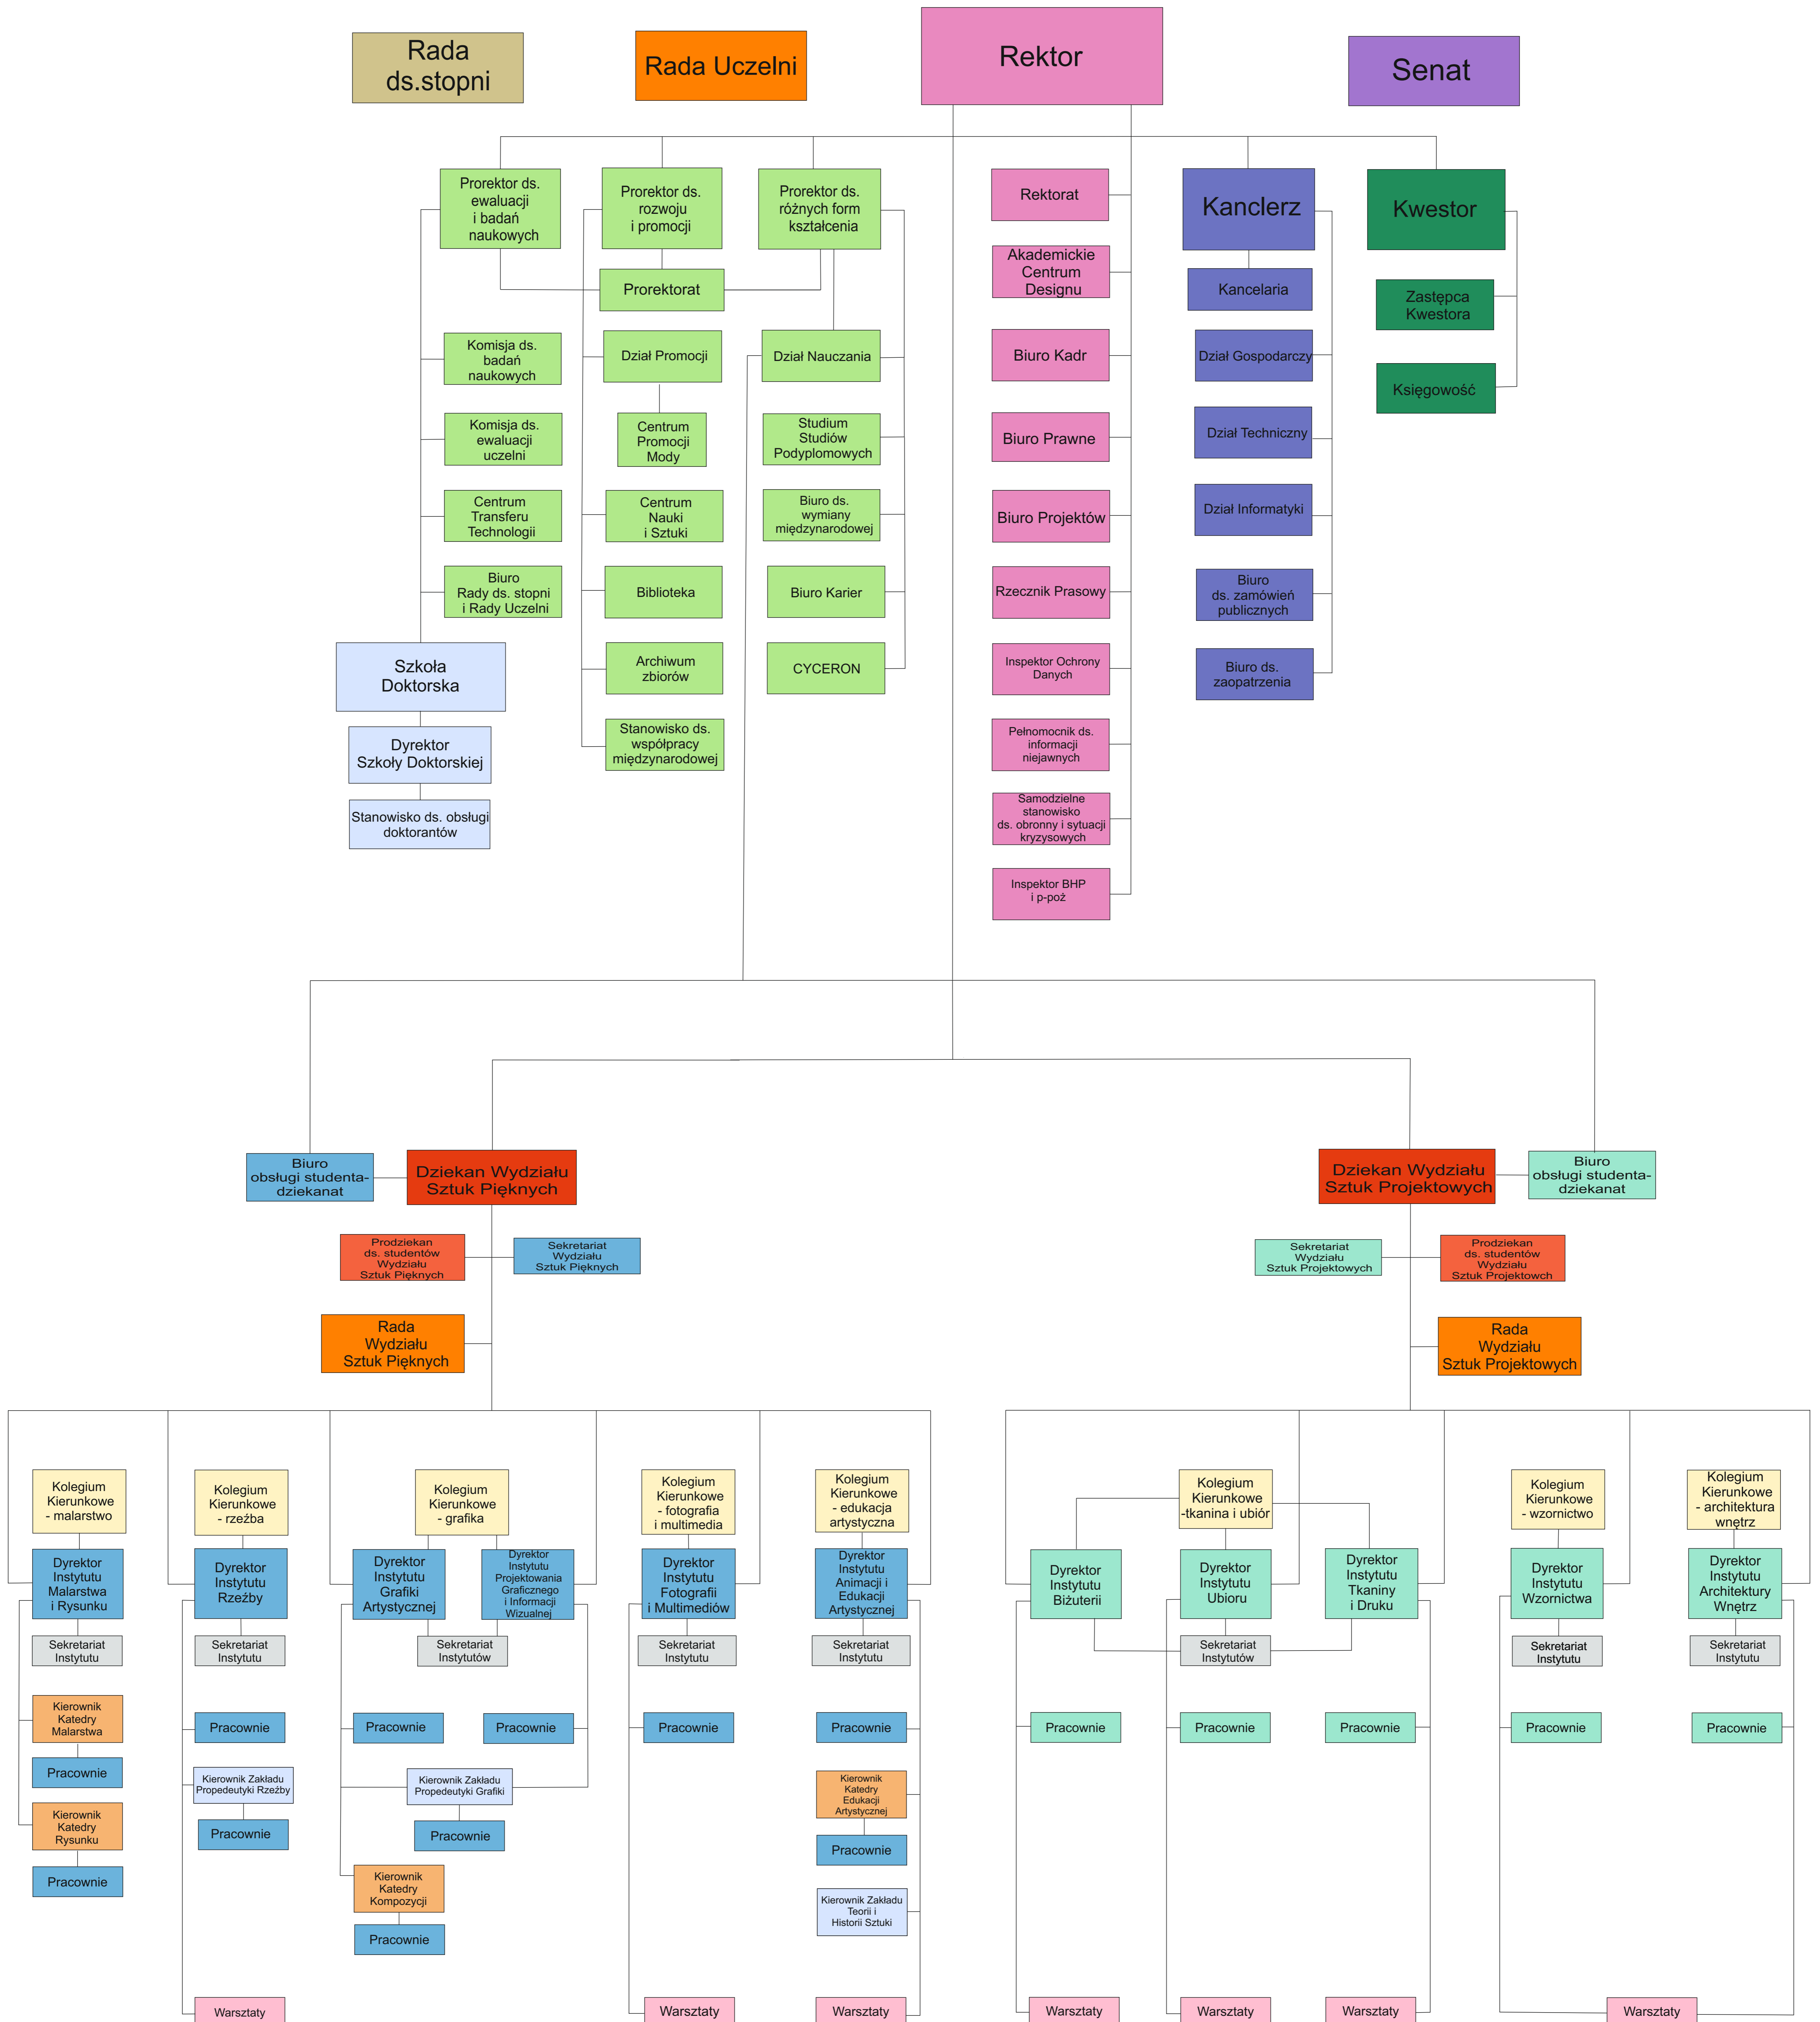 Rada
ds.stopni
Rada Uczelni
Rektor
Senat
Prorektor ds.
ewaluacji
i badań
naukowych
Prorektor ds.
rozwoju
i promocji
Prorektor ds.
różnych form
kształcenia
Rektorat
Kanclerz
Kwestor
Prorektorat
Akademickie
Centrum
Designu
Kancelaria
Zastępca
Kwestora
Komisja ds.
badań
naukowych
Dział Promocji
Dział Nauczania
Biuro Kadr
Dział Gospodarczy
Księgowość
Komisja ds.
ewaluacji
uczelni
Centrum
Promocji
Mody
Studium
Studiów
Podyplomowych
Biuro Prawne
Dział Techniczny
Centrum
Transferu
Technologii
Centrum
Nauki
i Sztuki
Biuro ds.
wymiany
międzynarodowej
Biuro Projektów
Dział Informatyki
Biuro
Rady ds. stopni
i Rady Uczelni
Biblioteka
Biuro Karier
Rzecznik Prasowy
Biuro
ds. zamówień
publicznych
Szkoła
Doktorska
Archiwum
zbiorów
CYCERON
Inspektor Ochrony
Danych
Biuro ds.
zaopatrzenia
Dyrektor
Szkoły Doktorskiej
Stanowisko ds.
współpracy
międzynarodowej
Pełnomocnik ds.
informacji
niejawnych
Stanowisko ds. obsługi
doktorantów
Samodzielne
stanowisko
ds. obronny i sytuacji
kryzysowych
Inspektor BHP
i p-poż
Biuro
obsługi studenta-
dziekanat
Dziekan Wydziału
Sztuk Pięknych
Dziekan Wydziału
Sztuk Projektowych
Biuro
obsługi studenta-
dziekanat
Prodziekan
ds. studentów
Wydziału
Sztuk Pięknych
Sekretariat
Wydziału
Sztuk Pięknych
Sekretariat
Wydziału
Sztuk Projektowych
Prodziekan
ds. studentów
Wydziału
Sztuk Projektowch
Rada
Wydziału
Sztuk Pięknych
Rada
Wydziału
Sztuk Projektowych
Kolegium
Kierunkowe
- malarstwo
Kolegium
Kierunkowe
- rzeźba
Kolegium
Kierunkowe
- grafika
Kolegium
Kierunkowe
- fotografia
i multimedia
Kolegium
Kierunkowe
- edukacja
artystyczna
Kolegium
Kierunkowe
-tkanina i ubiór
Kolegium
Kierunkowe
- wzornictwo
Kolegium
Kierunkowe
- architektura
wnętrz
Dyrektor
Instytutu
Malarstwa
i Rysunku
Dyrektor
Instytutu
Rzeźby
Dyrektor
Instytutu
Grafiki
Artystycznej
Dyrektor
Instytutu
Projektowania
Graficznego
i Informacji
Wizualnej
Dyrektor
Instytutu
Fotografii
i Multimediów
Dyrektor
Instytutu
Animacji i
Edukacji
Artystycznej
Dyrektor
Instytutu
Biżuterii
Dyrektor
Instytutu
Ubioru
Dyrektor
Instytutu
Tkaniny
i Druku
Dyrektor
Instytutu
Wzornictwa
Dyrektor
Instytutu
Architektury
Wnętrz
Sekretariat
Instytutu
Sekretariat
Instytutu
Sekretariat
Instytutów
Sekretariat
Instytutu
Sekretariat
Instytutu
Sekretariat
Instytutów
Sekretariat
Instytutu
Sekretariat
Instytutu
Kierownik
Katedry
Malarstwa
Pracownie
Pracownie
Pracownie
Pracownie
Pracownie
Pracownie
Pracownie
Pracownie
Pracownie
Pracownie
Pracownie
Kierownik Zakładu
Propedeutyki Rzeźby
Kierownik Zakładu
Propedeutyki Grafiki
Kierownik
Katedry
Edukacji
Artystycznej
Kierownik
Katedry
Rysunku
Pracownie
Pracownie
Pracownie
Pracownie
Kierownik
Katedry
Kompozycji
Kierownik Zakładu
Teorii i
Historii Sztuki
Pracownie
Warsztaty
Warsztaty
Warsztaty
Warsztaty
Warsztaty
Warsztaty
Warsztaty